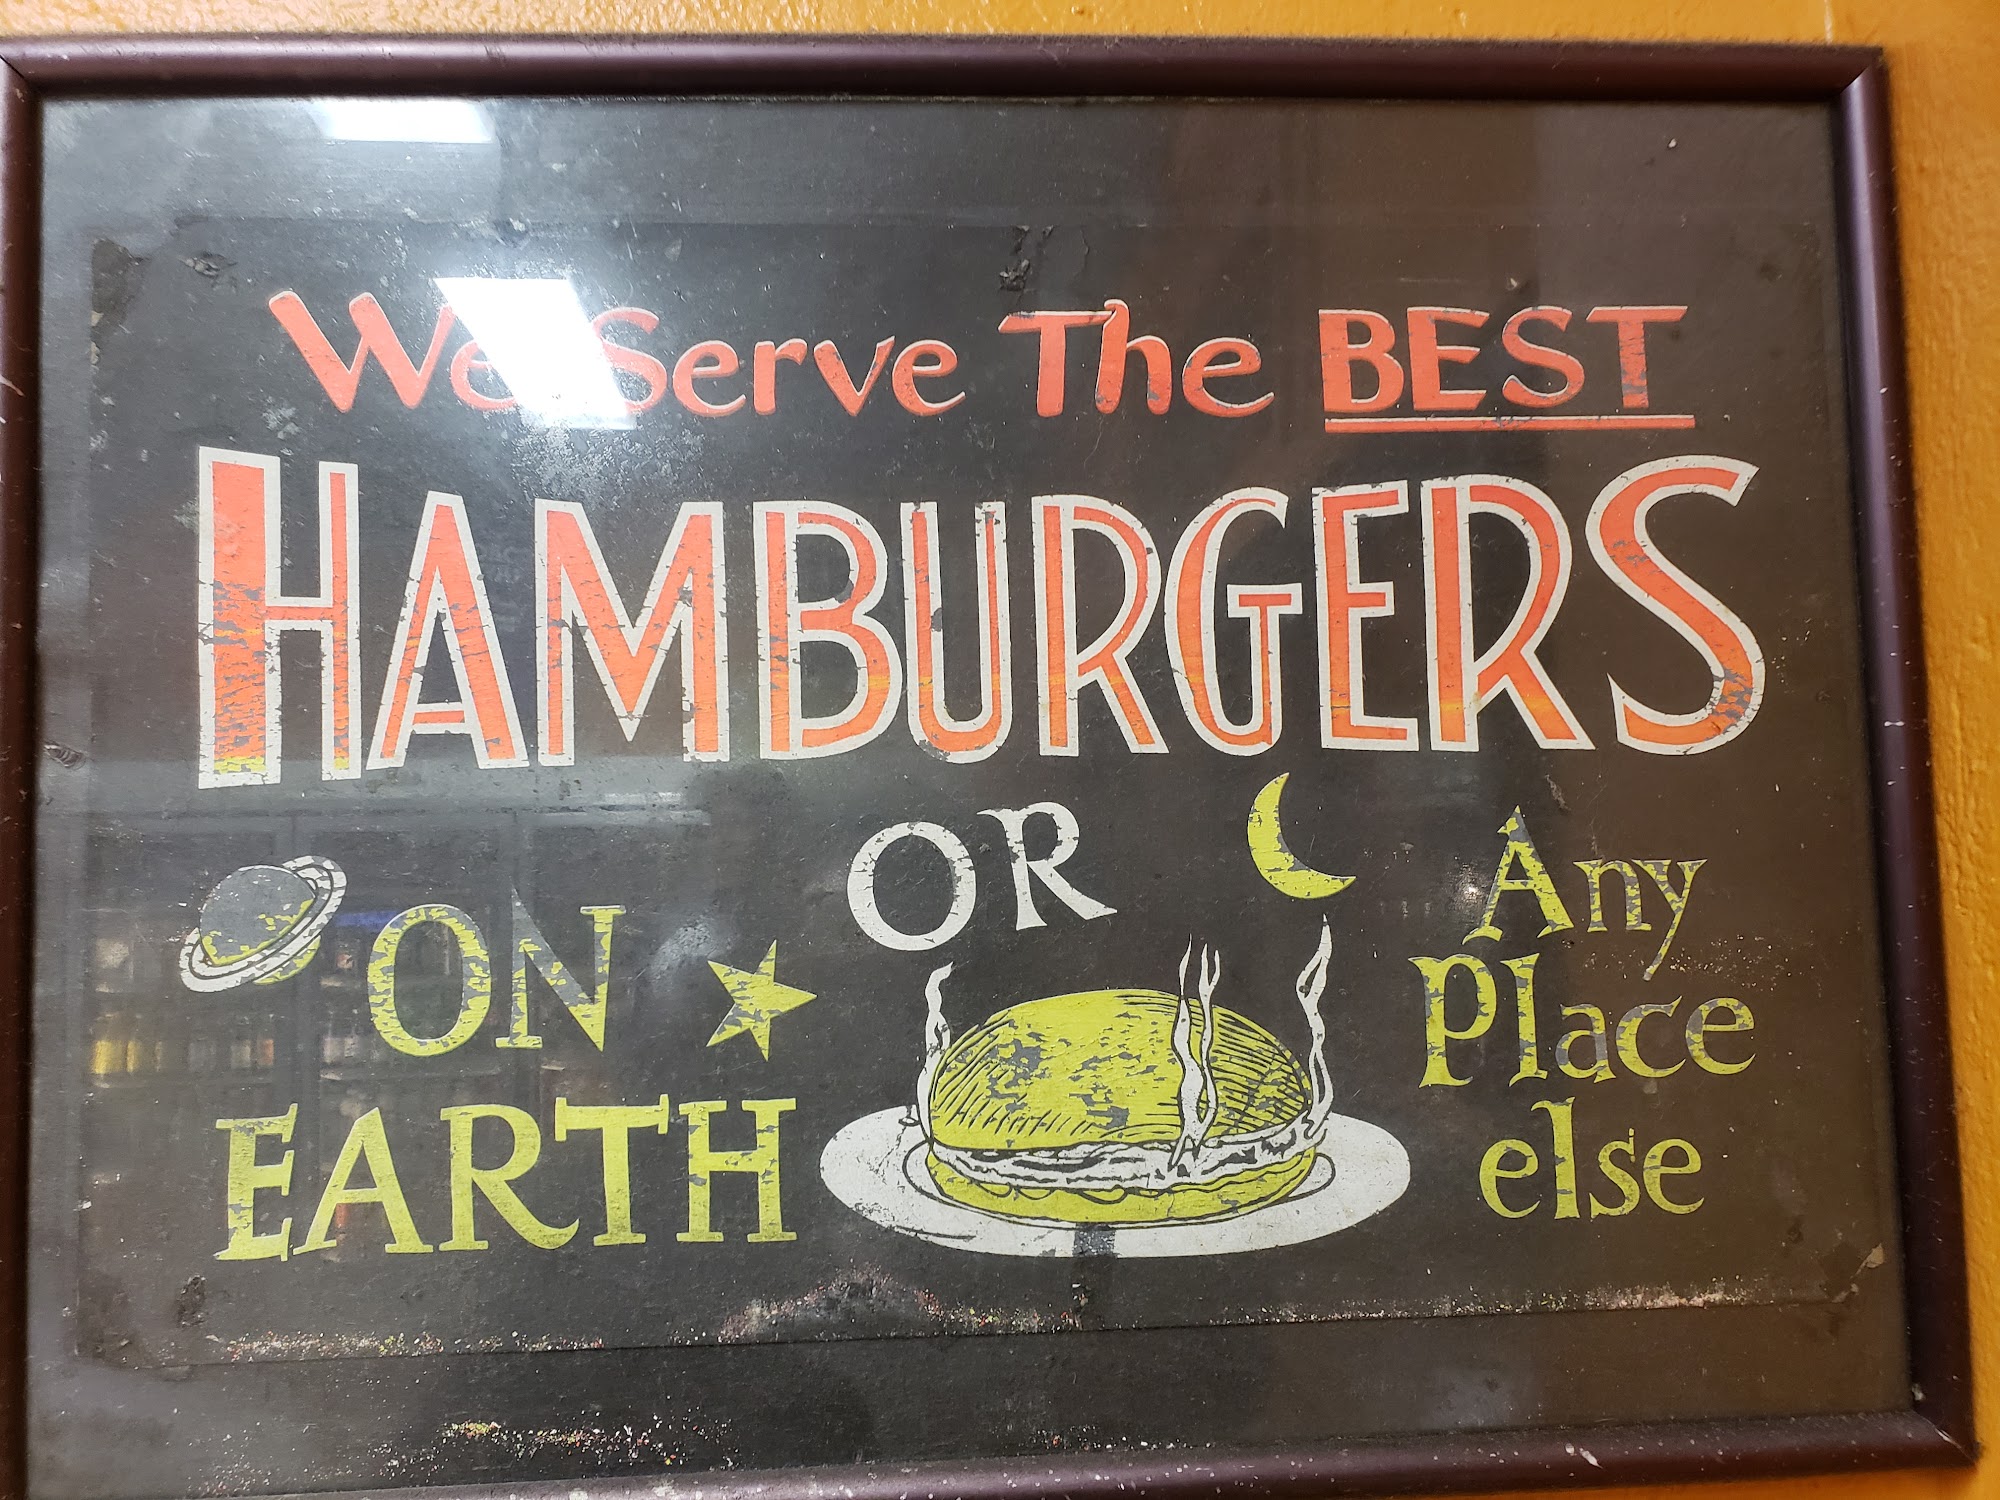 We Serve The BEST
HAMBURGERS
ON
EARTH
OR
Any
Place
else